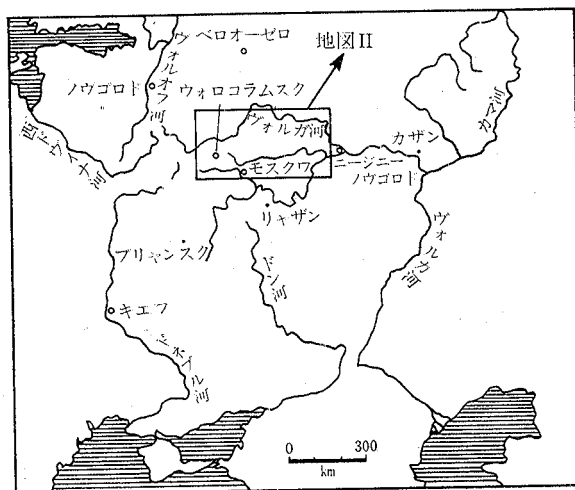 ベロオーゼロ
地図II
ノヴゴロド
ヴォルホフ河
ウォロコラムスク
ヴォルガ河
カマ河
カザン
西ドヴィナ河
モスクワ
ニージニー
ノヴゴロド
リャザン
ブリャンスク
ドン河
ヴォルガ河
キエフ
ドネプル河
0 300
km